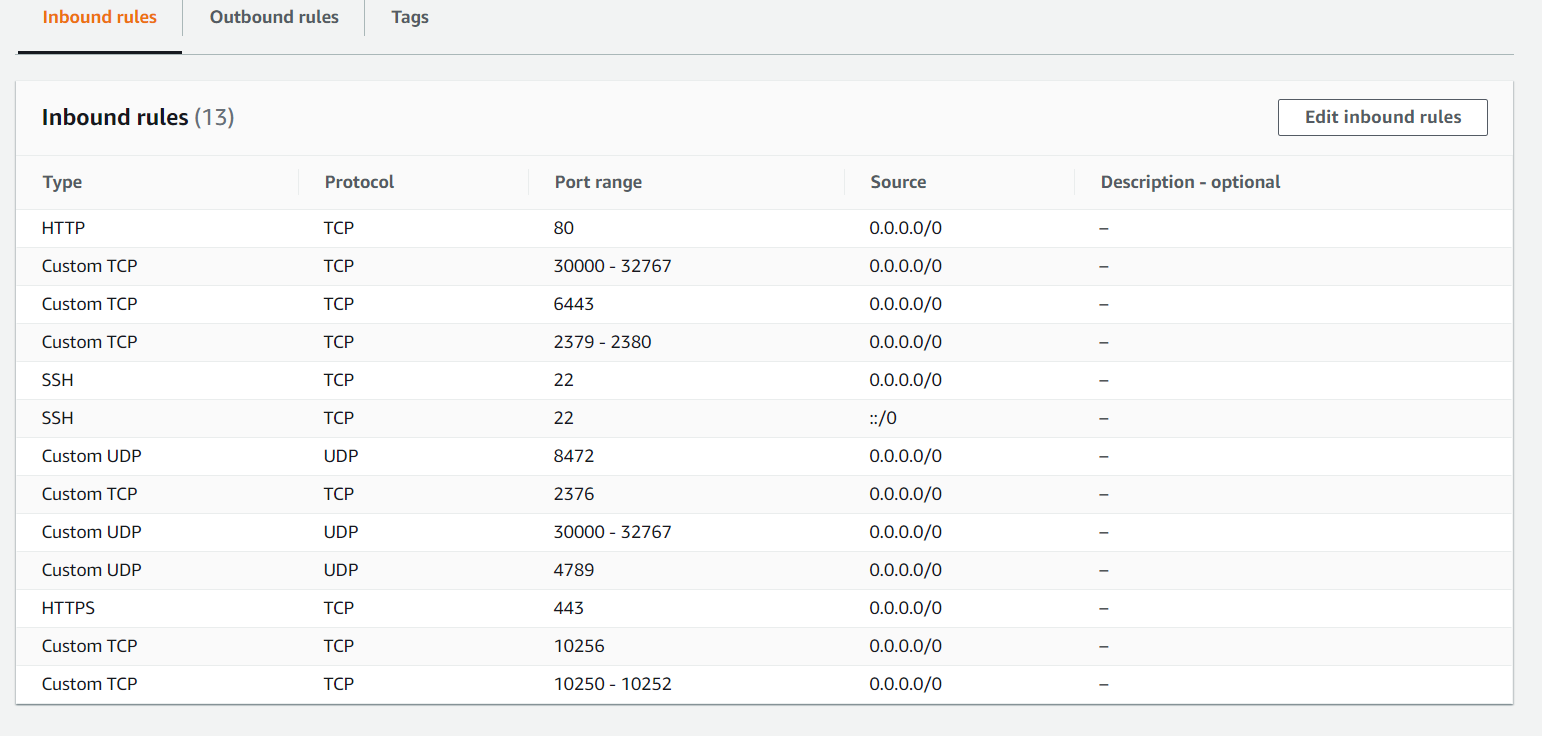 Inbound rules Outbound rules Tags
Inbound rules (13) Edit inbound rules
Type Protocol Port range Source Description - optional
HTTP TCP 80 0.0.0.0/0 –
Custom TCP TCP 30000 - 32767 0.0.0.0/0 –
Custom TCP TCP 6443 0.0.0.0/0 –
Custom TCP TCP 2379 - 2380 0.0.0.0/0 –
SSH TCP 22 0.0.0.0/0 –
SSH TCP 22 ::/0 –
Custom UDP UDP 8472 0.0.0.0/0 –
Custom TCP TCP 2376 0.0.0.0/0 –
Custom UDP UDP 30000 - 32767 0.0.0.0/0 –
Custom UDP UDP 4789 0.0.0.0/0 –
HTTPS TCP 443 0.0.0.0/0 –
Custom TCP TCP 10256 0.0.0.0/0 –
Custom TCP TCP 10250 - 10252 0.0.0.0/0 –